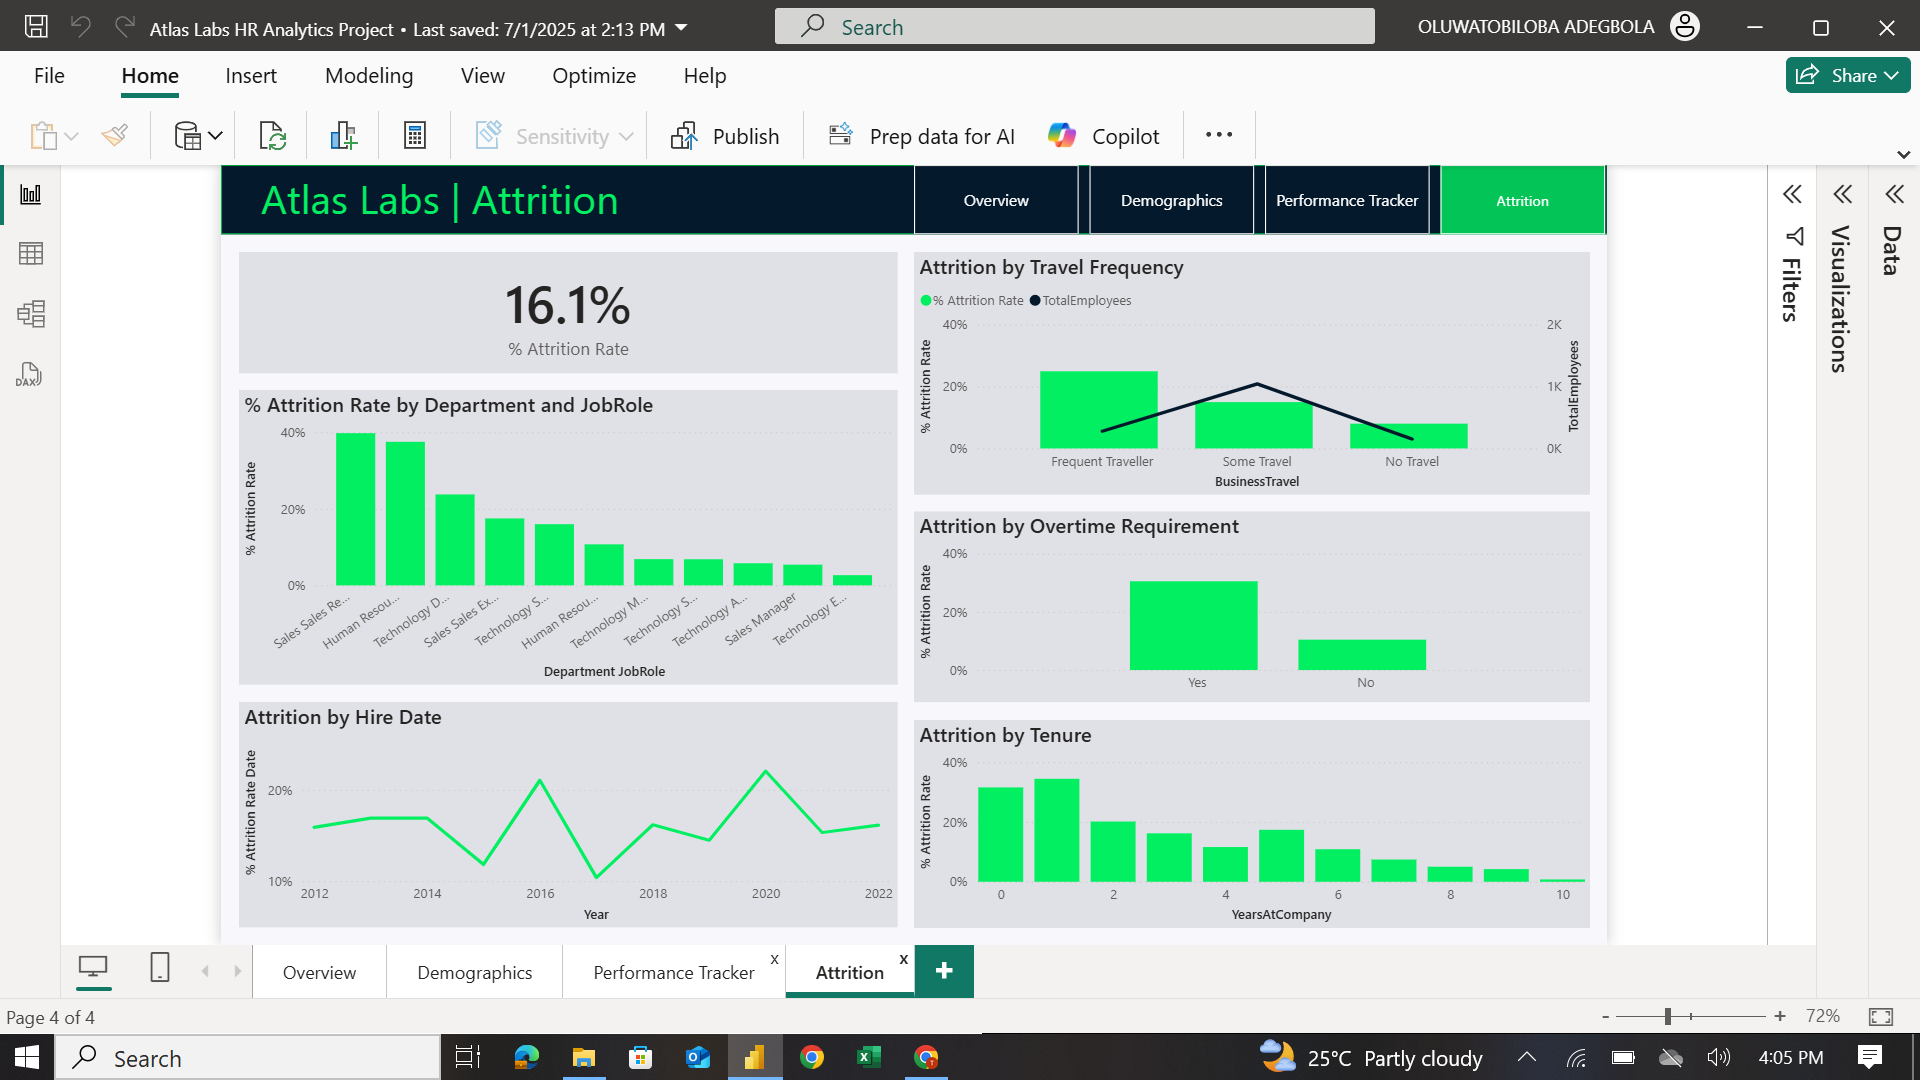 Atlas Labs HR Analytics Project • Last saved: 7/1/2025 at 2:13 PM
Search
OLUWATOBILOBA ADEGBOLA
File Home Insert Modeling View Optimize Help
Share
Sensitivity
Publish
Prep data for AI
Copilot
DAX
Atlas Labs | Attrition
Overview
Demographics
Performance Tracker
Attrition
16.1%
% Attrition Rate
% Attrition Rate by Department and JobRole
% Attrition Rate
40%
20%
0%
Sales Sales Re...
Human Resou...
Technology D...
Sales Sales Ex...
Technology S...
Human Resou...
Technology M...
Technology S...
Technology A...
Sales Manager
Technology E...
Department JobRole
Attrition by Hire Date
% Attrition Rate Date
20%
10%
2012 2014 2016 2018 2020 2022
Year
Attrition by Travel Frequency
% Attrition Rate TotalEmployees
% Attrition Rate
40%
20%
0%
2K
1K
0K
TotalEmployees
Frequent Traveller Some Travel No Travel
BusinessTravel
Attrition by Overtime Requirement
% Attrition Rate
40%
20%
0%
Yes No
Attrition by Tenure
% Attrition Rate
40%
20%
0%
0 2 4 6 8 10
YearsAtCompany
Filters
Visualizations
Data
Overview
Demographics
Performance Tracker x
Attrition x
+
Page 4 of 4
- + 72%
Search
25°C Partly cloudy
4:05 PM